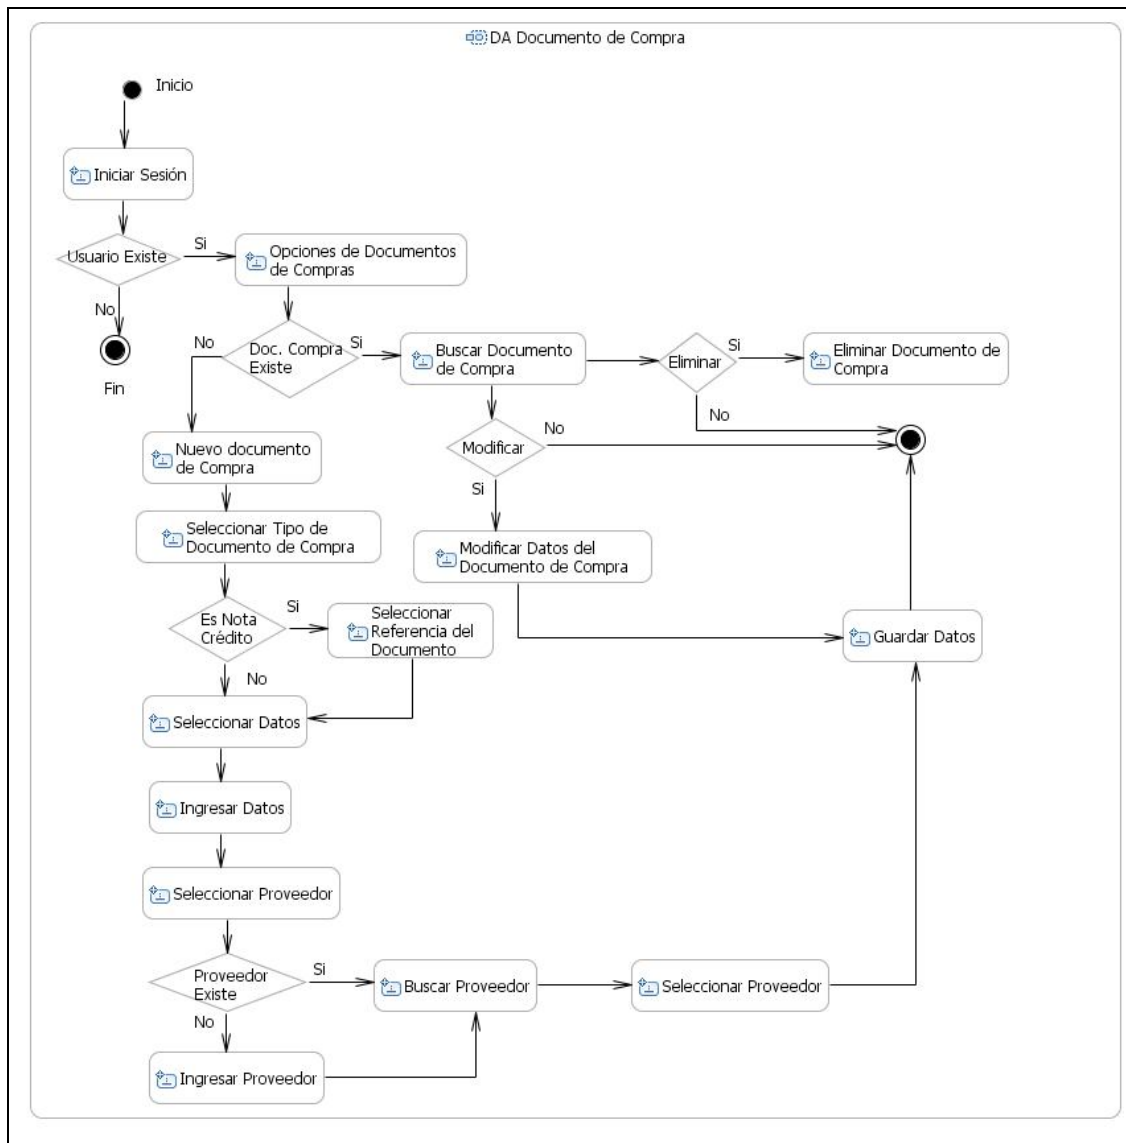 DA Documento de Compra
Inicio
Iniciar Sesión
Usuario Existe
Si
Opciones de Documentos
de Compras
No
Fin
No
Doc. Compra
Existe
Si
Buscar Documento
de Compra
Eliminar
Si
Eliminar Documento de
Compra
No
Modificar
No
Si
Nuevo documento
de Compra
Seleccionar Tipo de
Documento de Compra
Modificar Datos del
Documento de Compra
Es Nota
Crédito
Si
Seleccionar
Referencia del
Documento
Guardar Datos
No
Seleccionar Datos
Ingresar Datos
Seleccionar Proveedor
Proveedor
Existe
Si
Buscar Proveedor
Seleccionar Proveedor
No
Ingresar Proveedor